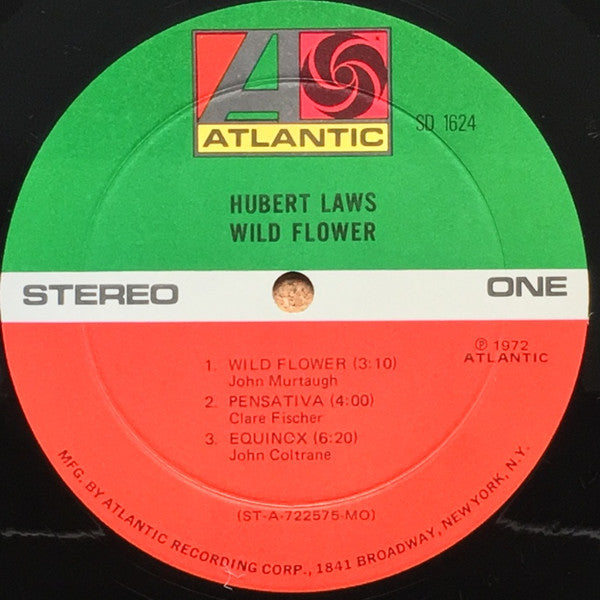 ATLANTIC
SD 1624
HUBERT LAWS
WILD FLOWER
STEREO
ONE
℗ 1972
ATLANTIC
1. WILD FLOWER (3:10)
John Murtaugh
2. PENSATIVA (4:00)
Clare Fischer
3. EQUINOX (6:20)
John Coltrane
(ST-A-722575-MO)
MFG. BY ATLANTIC RECORDING CORP., 1841 BROADWAY, NEW YORK, N.Y.